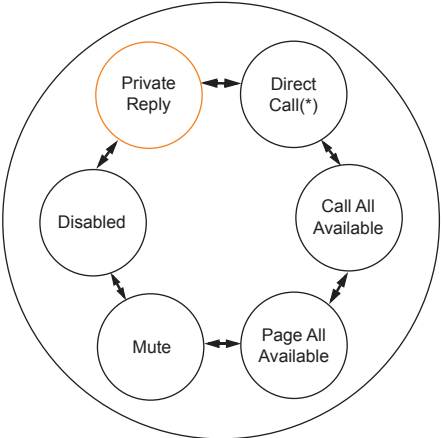 Private
Reply
Direct
Call(*)
Call All
Available
Page All
Available
Mute
Disabled